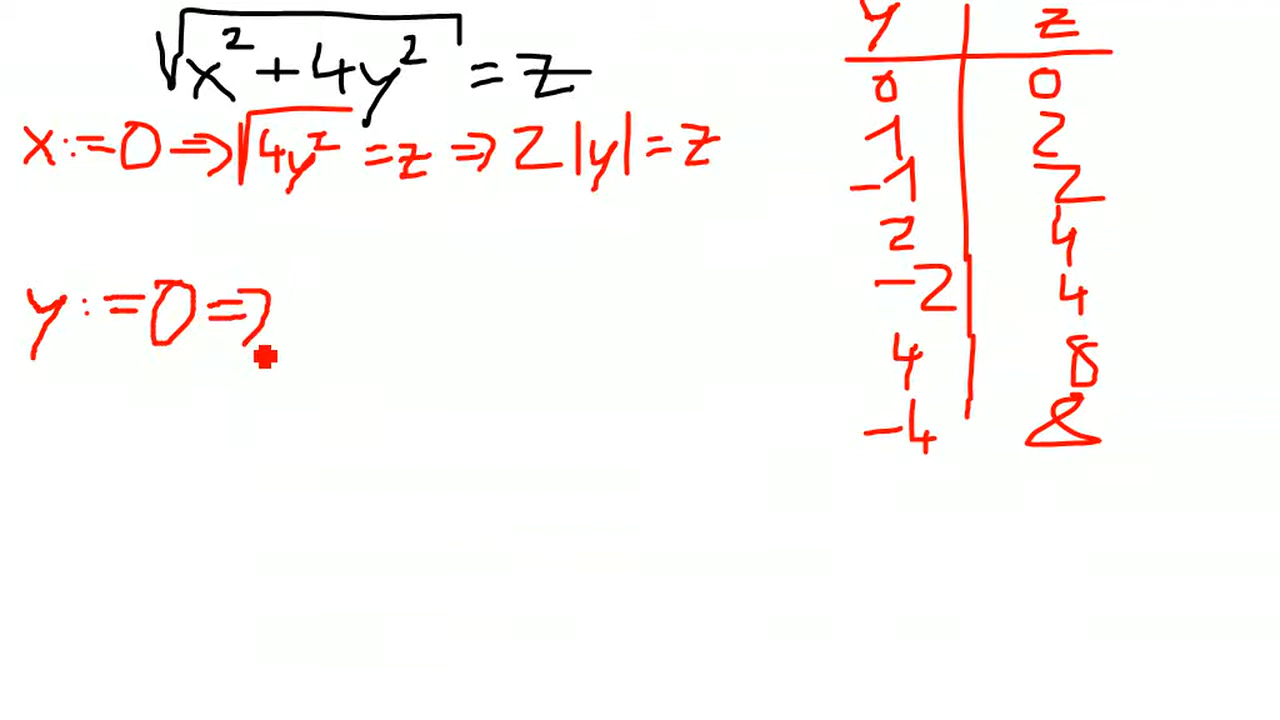 √(x² + 4y²) = z
x := 0 => √(4y²) = z => 2|y| = z
y := 0 =>
y z
0 0
1 2
-1 2
2 4
-2 4
4 8
-4 8